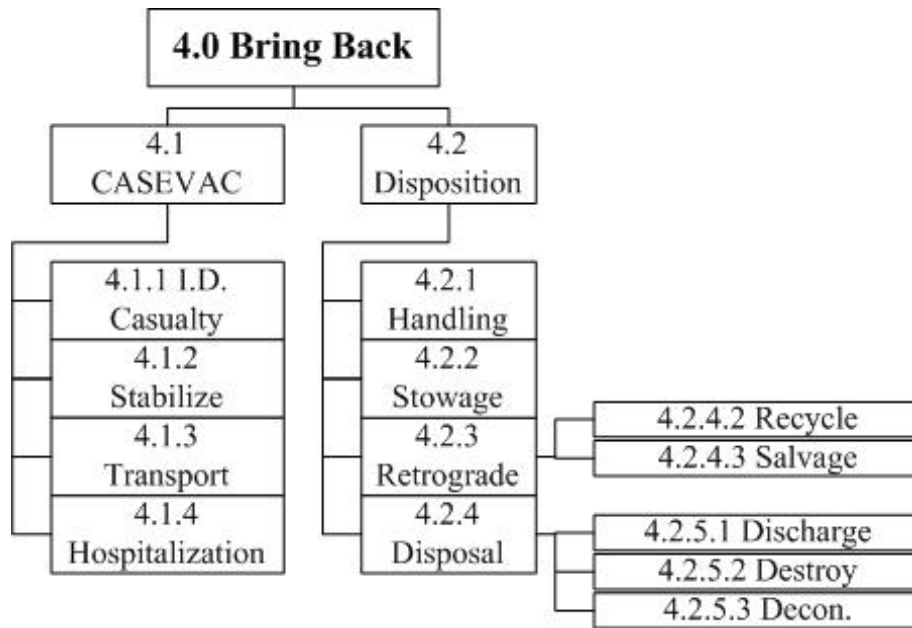 4.0 Bring Back
4.1
CASEVAC
4.2
Disposition
4.1.1 I.D.
Casualty
4.1.2
Stabilize
4.1.3
Transport
4.1.4
Hospitalization
4.2.1
Handling
4.2.2
Stowage
4.2.3
Retrograde
4.2.4
Disposal
4.2.4.2 Recycle
4.2.4.3 Salvage
4.2.5.1 Discharge
4.2.5.2 Destroy
4.2.5.3 Decon.